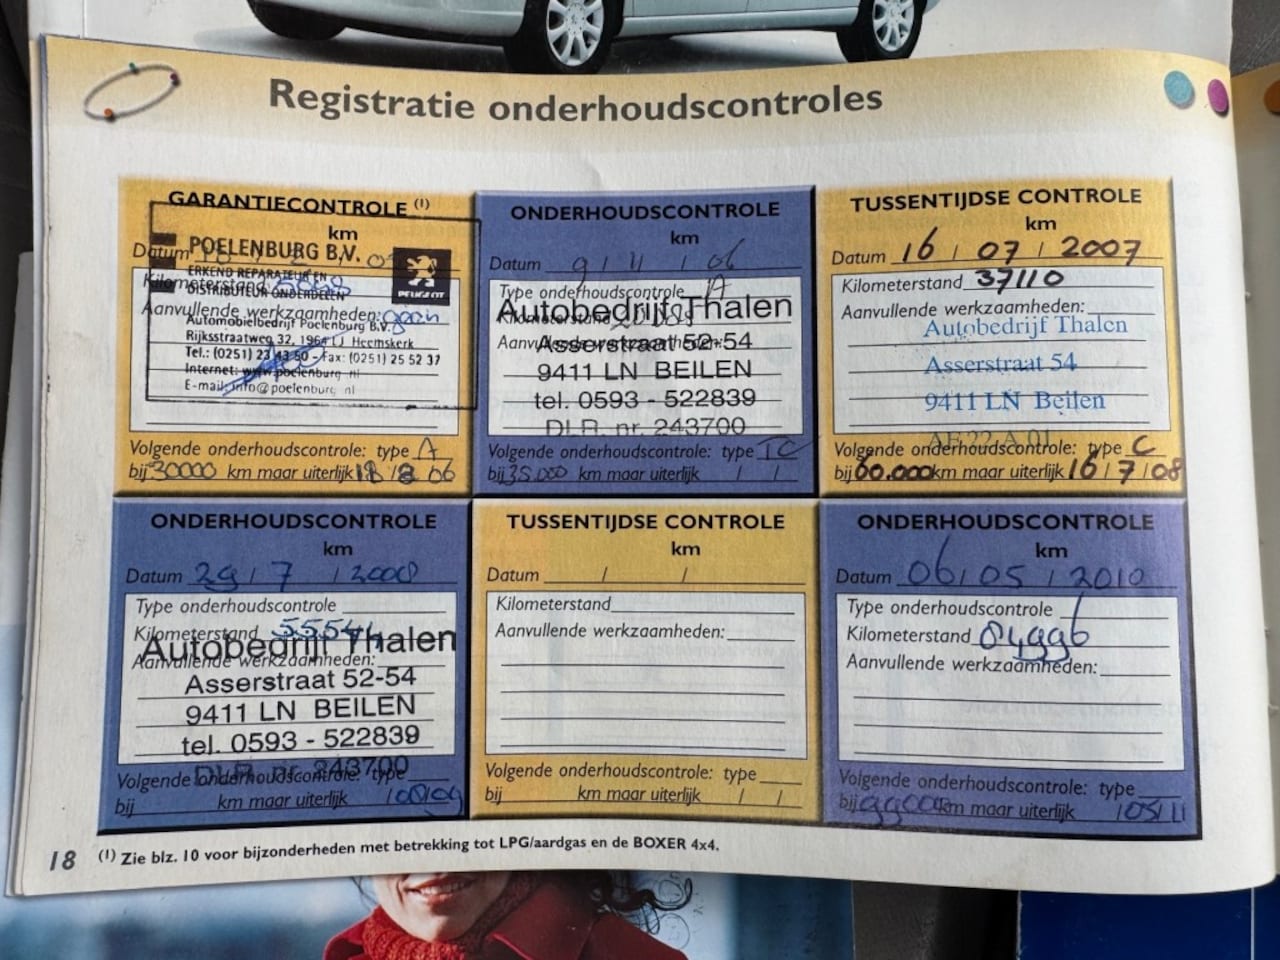 Registratie onderhoudscontroles
GARANTIECONTROLE (1)
km
Datum
POELENBURG B.V.
ERKEND REPARATEUR EN
DISTRIBUTEUR ONDERDELEN
PEUGEOT
Kilometerstand
Aanvullende werkzaamheden: geen
Automobielbedrijf Poelenburg B.V.
Rijksstraatweg 32, 1964 LJ Heemskerk
Tel.: (0251) 23 43 50 - Fax: (0251) 25 52 37
Internet: www.poelenburg.nl
E-mail: info@poelenburg.nl
Volgende onderhoudscontrole: type A
bij 30000 km maar uiterlijk 18 / 8 / 06
ONDERHOUDSCONTROLE
km
Datum 9 / 11 / 06
Type onderhoudscontrole A
Kilometerstand
Autobedrijf Thalen
Aanvullende werkzaamheden:
Asserstraat 52-54
9411 LN BEILEN
tel. 0593 - 522839
DLR. nr. 243700
Volgende onderhoudscontrole: type TC
bij 35.000 km maar uiterlijk / /
TUSSENTIJDSE CONTROLE
km
Datum 16 / 07 / 2007
Kilometerstand 37110
Aanvullende werkzaamheden:
Autobedrijf Thalen
Asserstraat 54
9411 LN Beilen
Volgende onderhoudscontrole: type C
bij 60.000 km maar uiterlijk 16 / 7 / 08
ONDERHOUDSCONTROLE
km
Datum 29 / 7 / 2008
Type onderhoudscontrole
Kilometerstand
Autobedrijf Thalen
Aanvullende werkzaamheden:
Asserstraat 52-54
9411 LN BEILEN
tel. 0593 - 522839
DLR. nr. 243700
Volgende onderhoudscontrole: type
bij km maar uiterlijk
TUSSENTIJDSE CONTROLE
km
Datum / /
Kilometerstand
Aanvullende werkzaamheden:
Volgende onderhoudscontrole: type
bij km maar uiterlijk / /
ONDERHOUDSCONTROLE
km
Datum 06 / 05 / 2010
Type onderhoudscontrole
Kilometerstand 84996
Aanvullende werkzaamheden:
Volgende onderhoudscontrole: type
bij km maar uiterlijk / 05 / 11
18 (1) Zie blz. 10 voor bijzonderheden met betrekking tot LPG/aardgas en de BOXER 4x4.